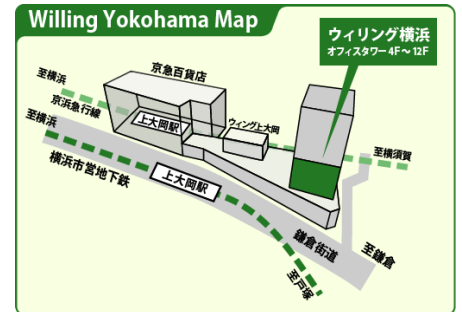 Willing Yokohama Map
ウィリング横浜
オフィスタワー4F～12F
京急百貨店
至横浜
京浜急行線
至横浜
上大岡駅
ウィング上大岡
至横須賀
横浜市営地下鉄
上大岡駅
鎌倉街道
至鎌倉
至戸塚